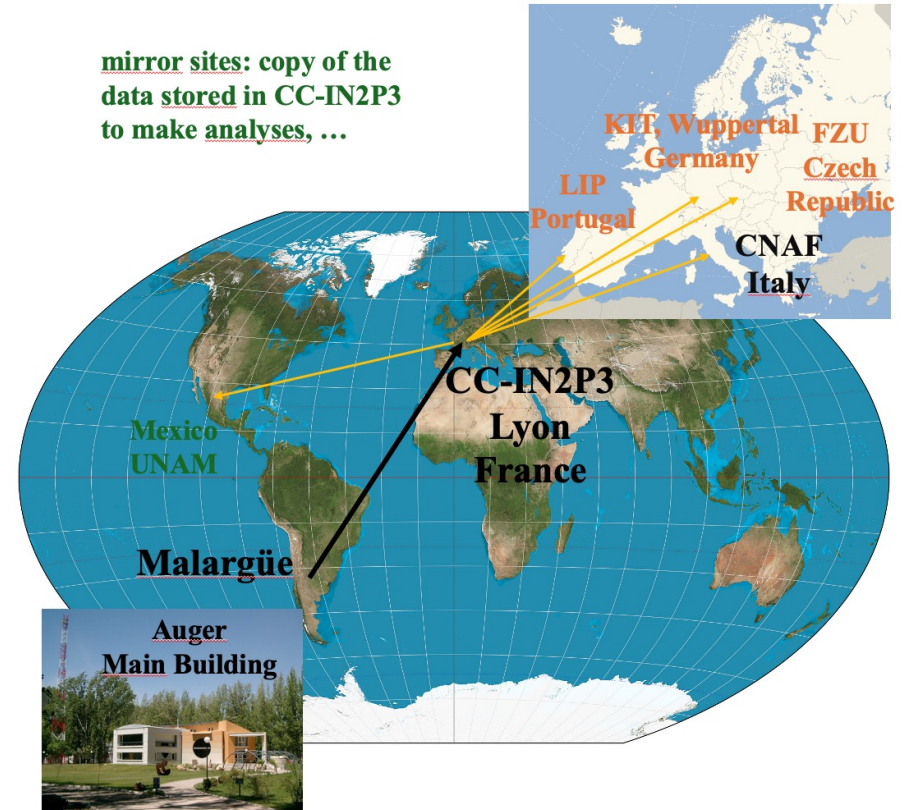 mirror sites: copy of the
data stored in CC-IN2P3
to make analyses, …
KIT, Wuppertal
Germany
FZU
Czech
Republic
LIP
Portugal
CNAF
Italy
CC-IN2P3
Lyon
France
Mexico
UNAM
Malargüe
Auger
Main Building